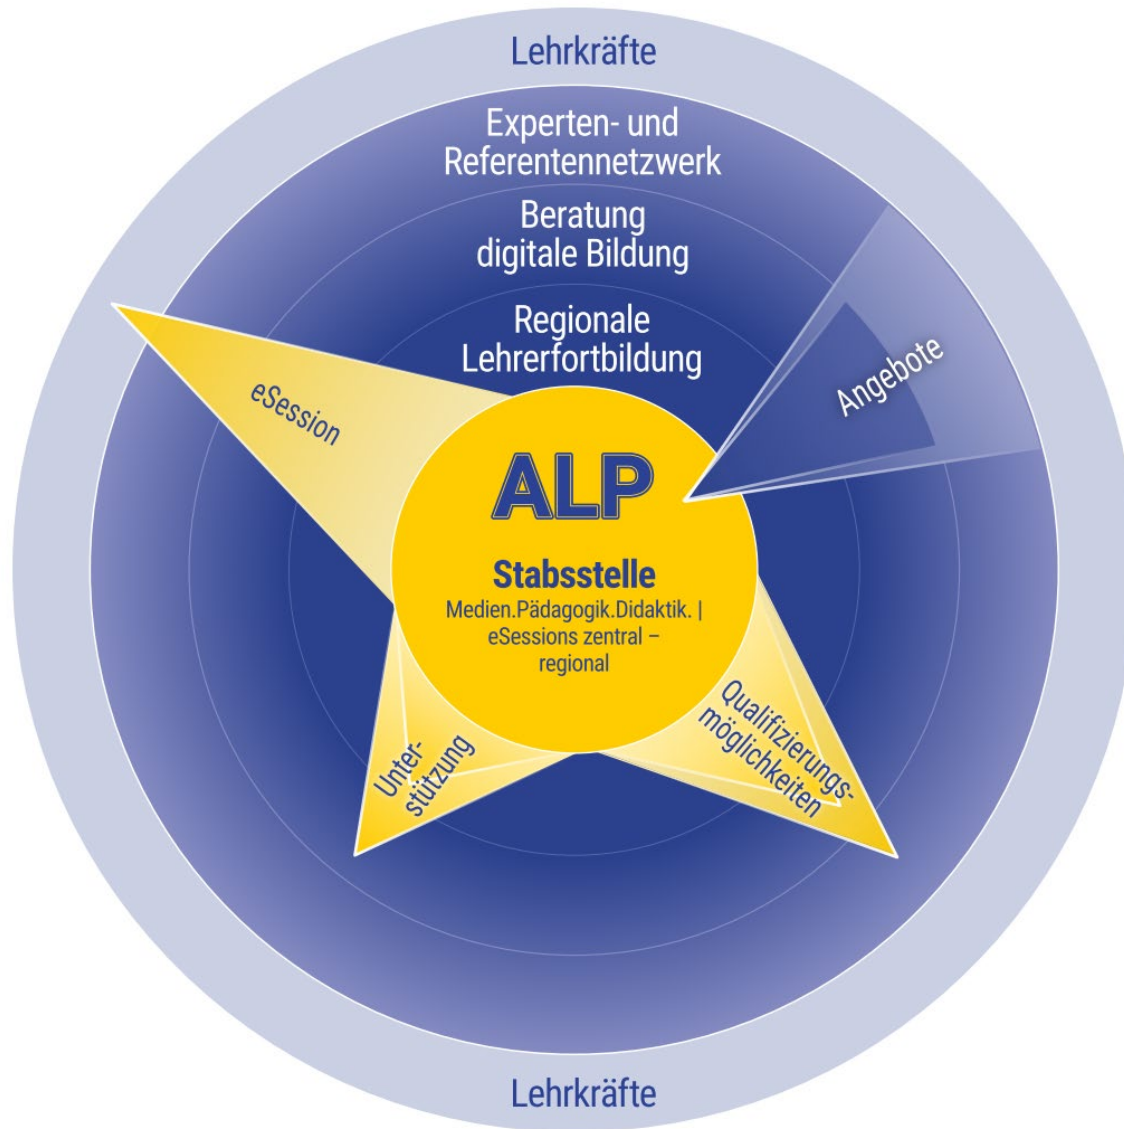 Lehrkräfte
Experten- und
Referentennetzwerk
Beratung
digitale Bildung
Regionale
Lehrerfortbildung
eSession
Angebote
ALP
Stabsstelle
Medien.Pädagogik.Didaktik. |
eSessions zentral –
regional
Unter-
stützung
Qualifizierungs-
möglichkeiten
Lehrkräfte